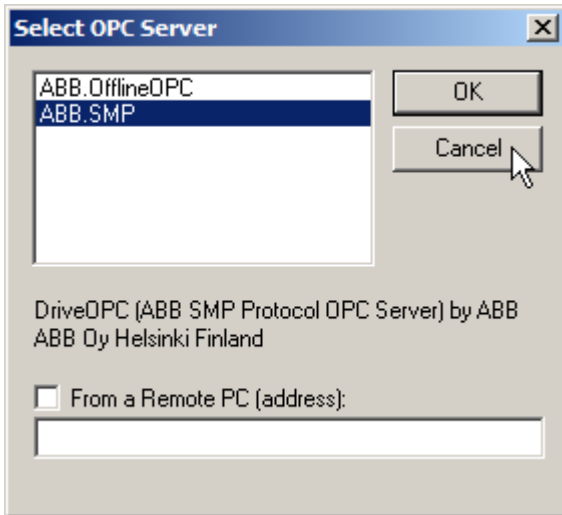 Select OPC Server
ABB.OfflineOPC
ABB.SMP
OK
Cancel
DriveOPC (ABB SMP Protocol OPC Server) by ABB
ABB Oy Helsinki Finland
From a Remote PC (address):